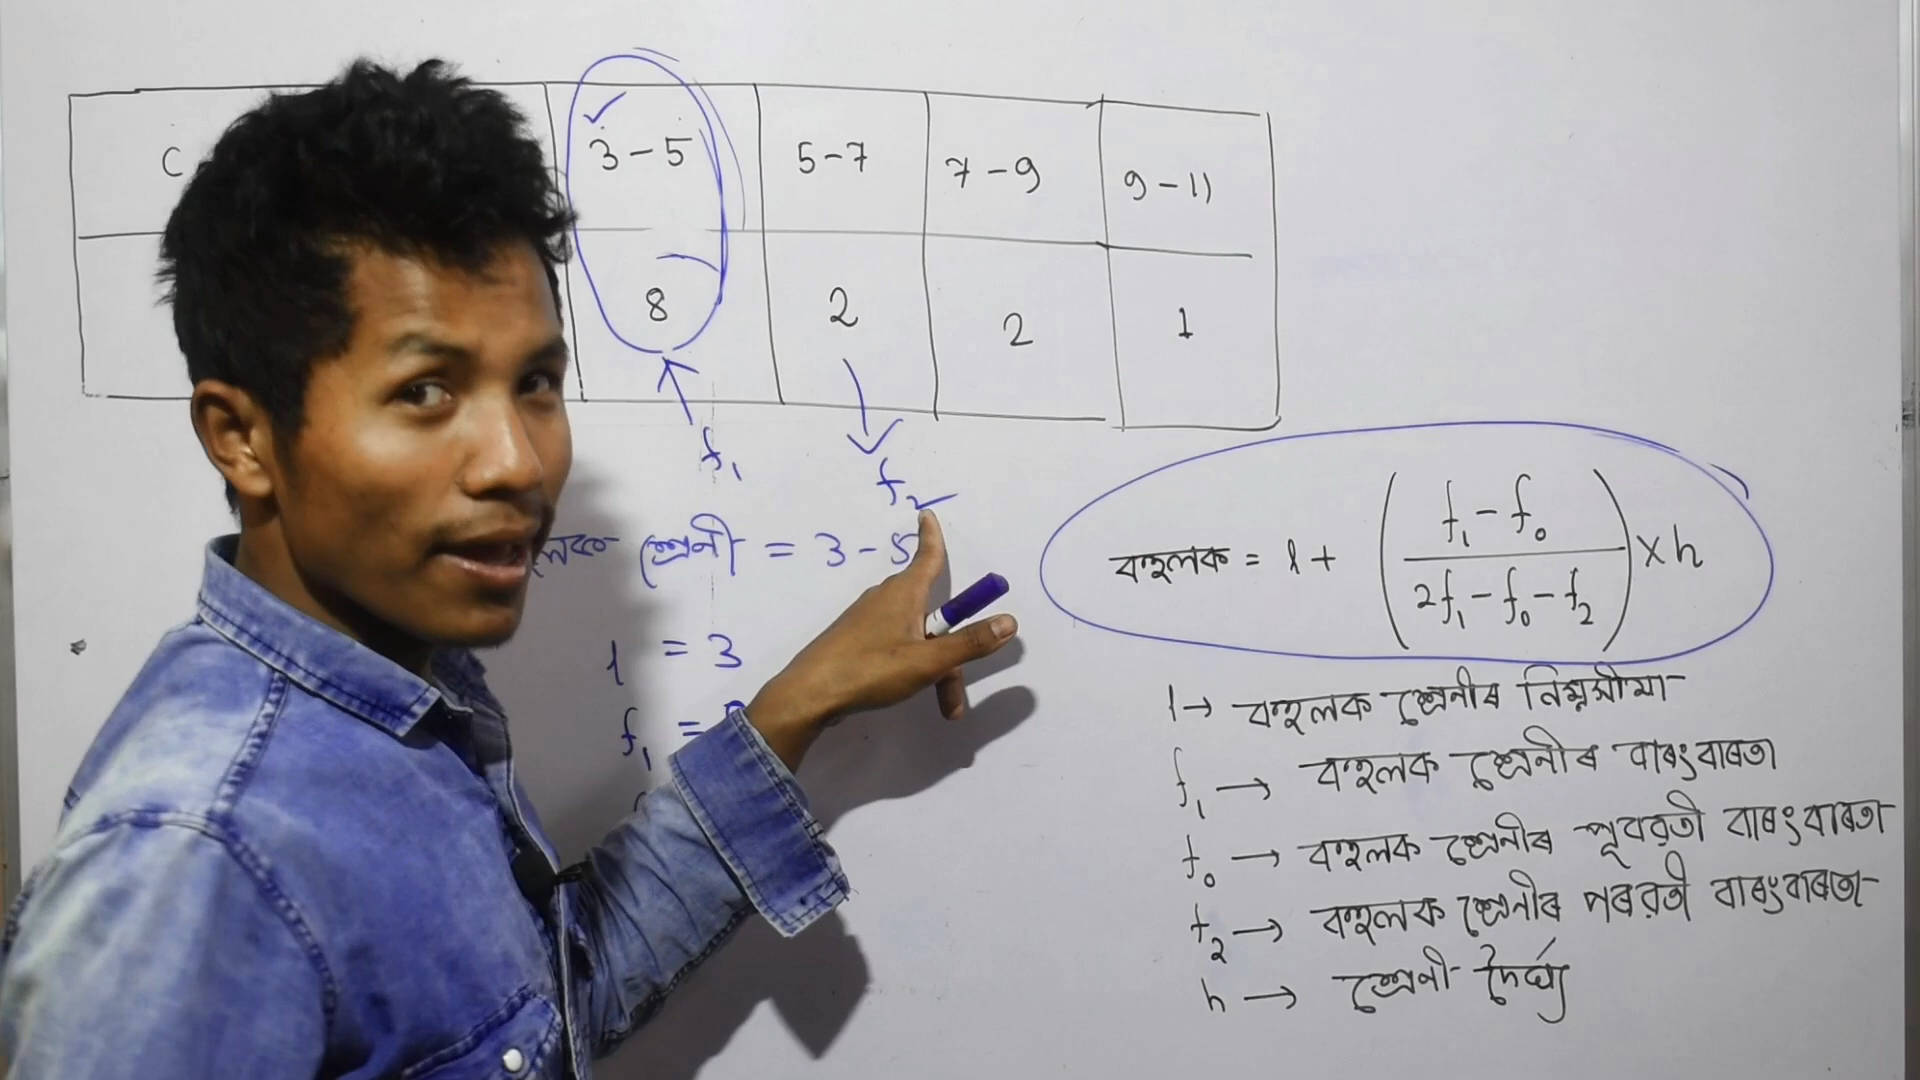 C 3-5 5-7 7-9 9-11
8 2 2 1
f₁ f₂
শ্ৰেণী = 3-5
l = 3
f₁ =
বহুলক = l + ( f₁ - f₀ / 2f₁ - f₀ - f₂ ) x h
l → বহুলক শ্ৰেনীৰ নিম্নসীমা
f₁ → বহুলক শ্ৰেনীৰ বাৰংবাৰতা
f₀ → বহুলক শ্ৰেনীৰ পূৰ্বৱৰ্তী বাৰংবাৰতা
f₂ → বহুলক শ্ৰেনীৰ পৰৱৰ্তী বাৰংবাৰতা
h → শ্ৰেনী দৈৰ্ঘ্য